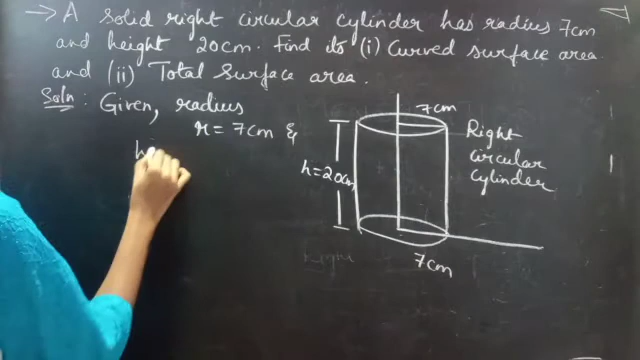 → A Solid right circular cylinder has radius 7cm
and height 20cm. Find its (i) Curved surface area
and (ii) Total Surface area.
Soln: Given, radius
r = 7cm &
h
7cm
h=20cm
7cm
Right
circular
cylinder
Right